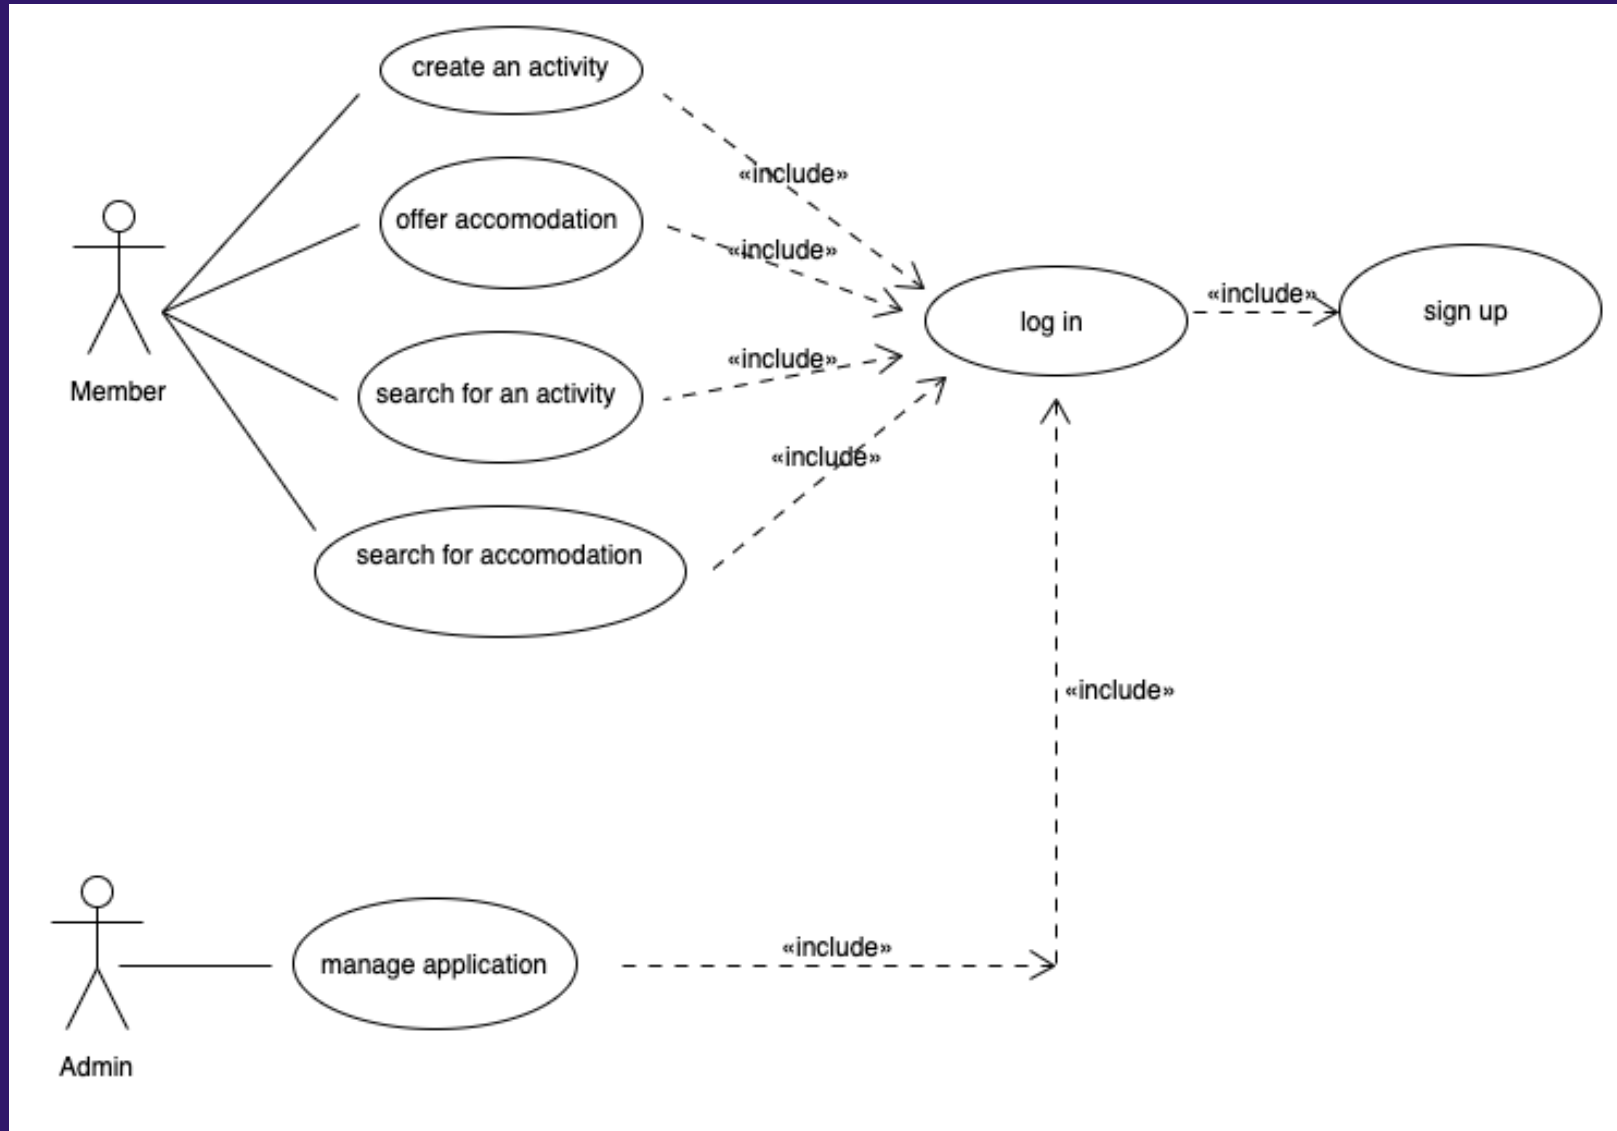 create an activity
«include»
offer accomodation
«include»
«include»
sign up
log in
«include»
Member
search for an activity
«include»
search for accomodation
«include»
«include»
manage application
Admin